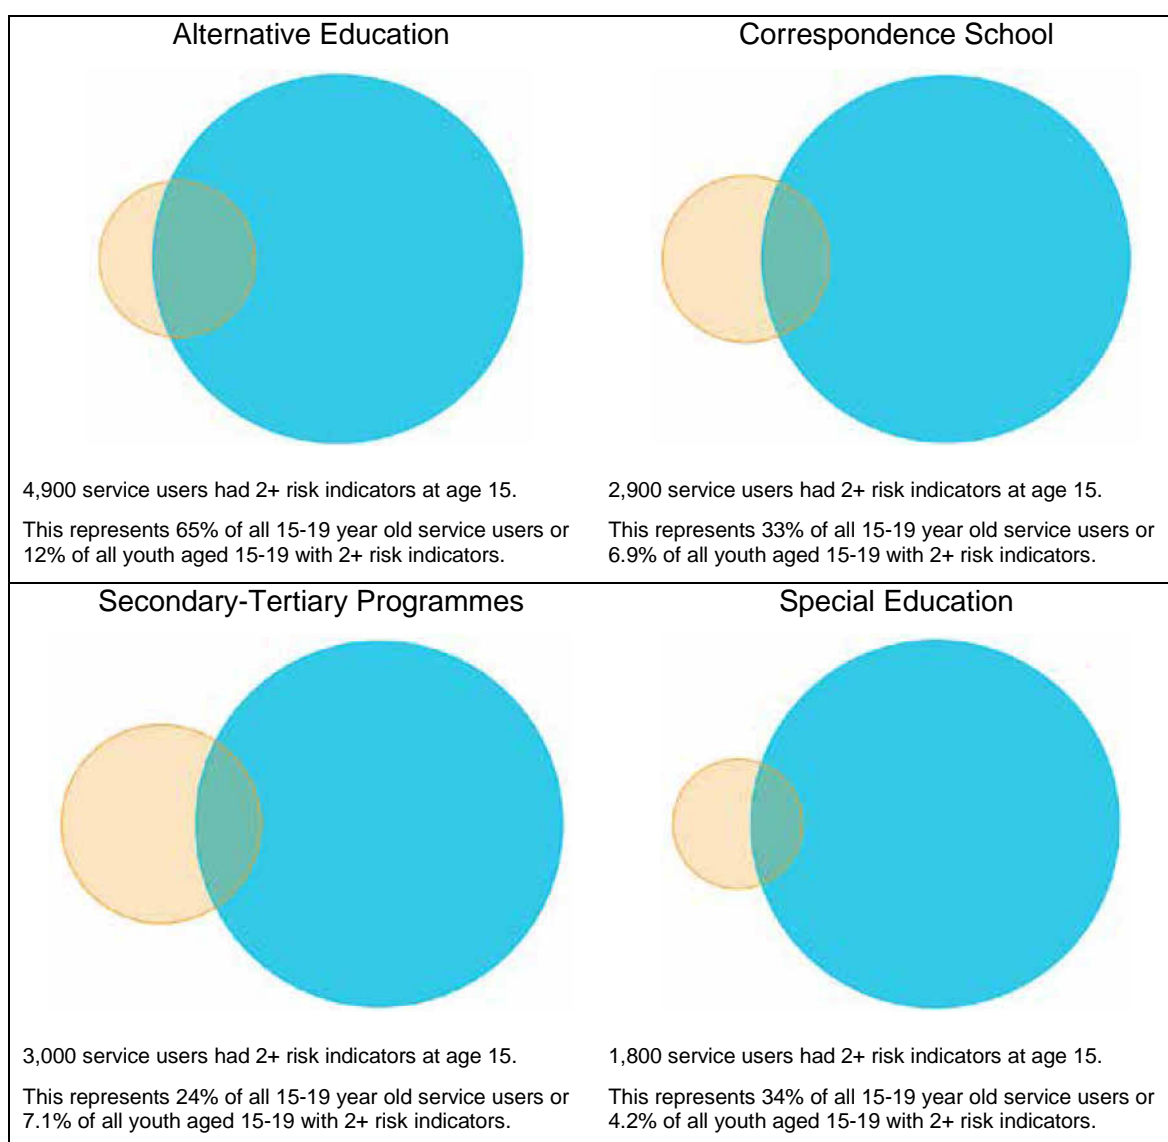 Alternative Education
4,900 service users had 2+ risk indicators at age 15.
This represents 65% of all 15-19 year old service users or
12% of all youth aged 15-19 with 2+ risk indicators.
Correspondence School
2,900 service users had 2+ risk indicators at age 15.
This represents 33% of all 15-19 year old service users or
6.9% of all youth aged 15-19 with 2+ risk indicators.
Secondary-Tertiary Programmes
3,000 service users had 2+ risk indicators at age 15.
This represents 24% of all 15-19 year old service users or
7.1% of all youth aged 15-19 with 2+ risk indicators.
Special Education
1,800 service users had 2+ risk indicators at age 15.
This represents 34% of all 15-19 year old service users or
4.2% of all youth aged 15-19 with 2+ risk indicators.